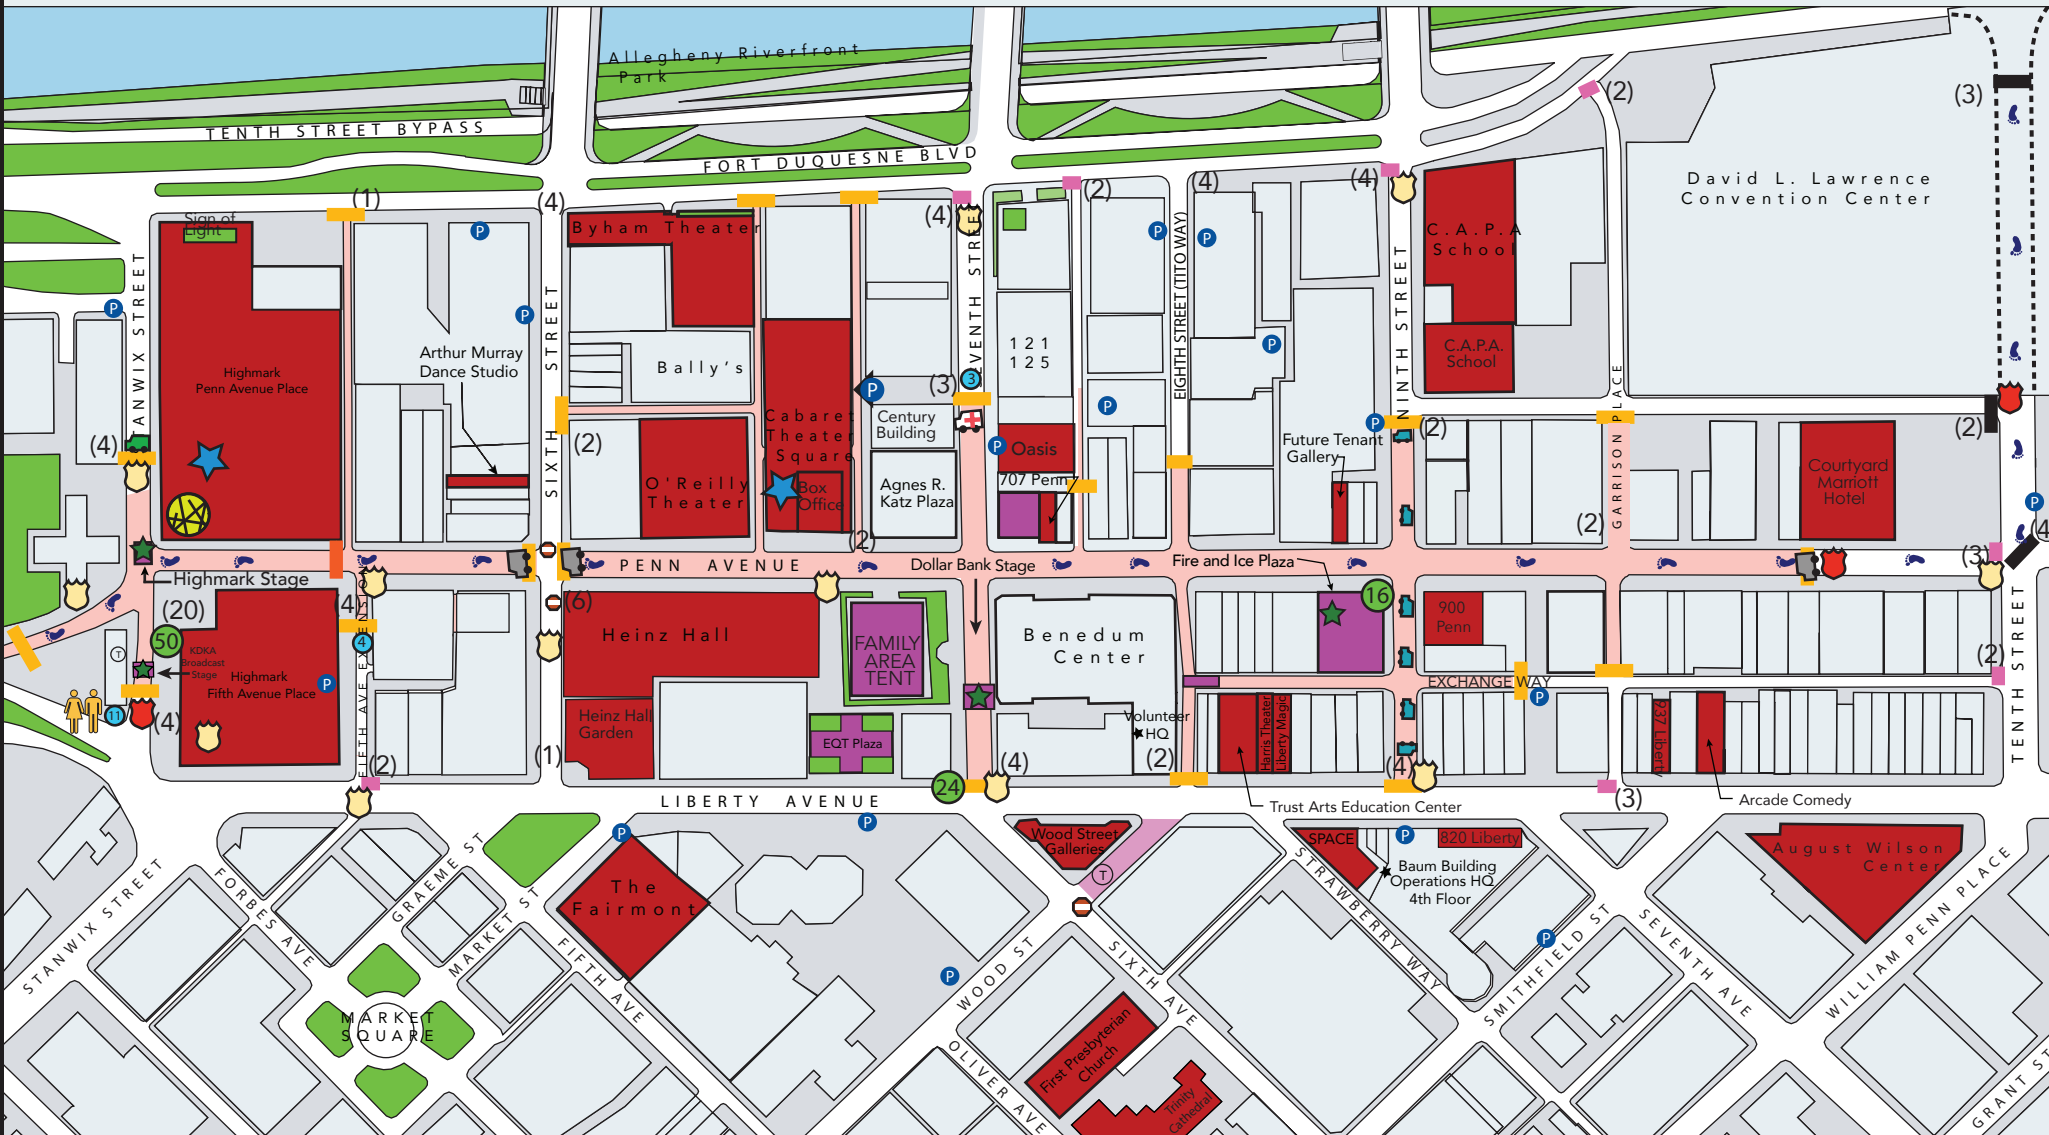 Allegheny Riverfront
Park
TENTH STREET BYPASS
FORT DUQUESNE BLVD
(2)
(3)
David L. Lawrence
Convention Center
(1)
(4)
(4)
(2)
(4)
(4)
Sign of
Light
Byham Theater
C.A.P.A
School
P
P
P
P
P
P
STANWIX STREET
SIXTH STREET
SEVENTH STREET
EIGHTH STREET (TITO WAY)
NINTH STREET
GARRISON PLACE
TENTH STREET
Arthur Murray
Dance Studio
Bally's
121
125
C.A.P.A.
School
Highmark
Penn Avenue Place
(3)
3
P
P
P
P
P
Century
Building
Cabaret
Theater
Square
Oasis
Future Tenant
Gallery
(2)
(2)
(4)
(2)
Courtyard
Marriott
Hotel
O'Reilly
Theater
Box
Office
Agnes R.
Katz Plaza
707 Penn
P
(2)
(2)
(4
(3)
PENN AVENUE
Dollar Bank Stage
Fire and Ice Plaza
Highmark Stage
(20)
(4)
(6)
16
50
4
T
KDKA
Broadcast
Stage
Highmark
Fifth Avenue Place
P
FIFTH AVE EXTENSION
Heinz Hall
FAMILY
AREA
TENT
Benedum
Center
900
Penn
(2)
EXCHANGE WAY
P
11
(4)
Heinz Hall
Garden
EQT Plaza
Volunteer
HQ
Harris Theater
Liberty Magic
937 Liberty
(2)
(1)
(4)
(2)
(4)
24
(3)
LIBERTY AVENUE
Trust Arts Education Center
Arcade Comedy
P
P
P
Wood Street
Galleries
T
SPACE
820 Liberty
Baum Building
Operations HQ
4th Floor
August Wilson
Center
The
Fairmont
STANWIX STREET
FORBES AVE
GRAEME ST
MARKET ST
FIFTH AVE
WOOD ST
SIXTH AVE
STRAWBERRY WAY
SMITHFIELD ST
SEVENTH AVE
WILLIAM PENN PLACE
P
P
MARKET
SQUARE
OLIVER AVE
First Presbyterian
Church
Trinity
Cathedral
GRANT ST